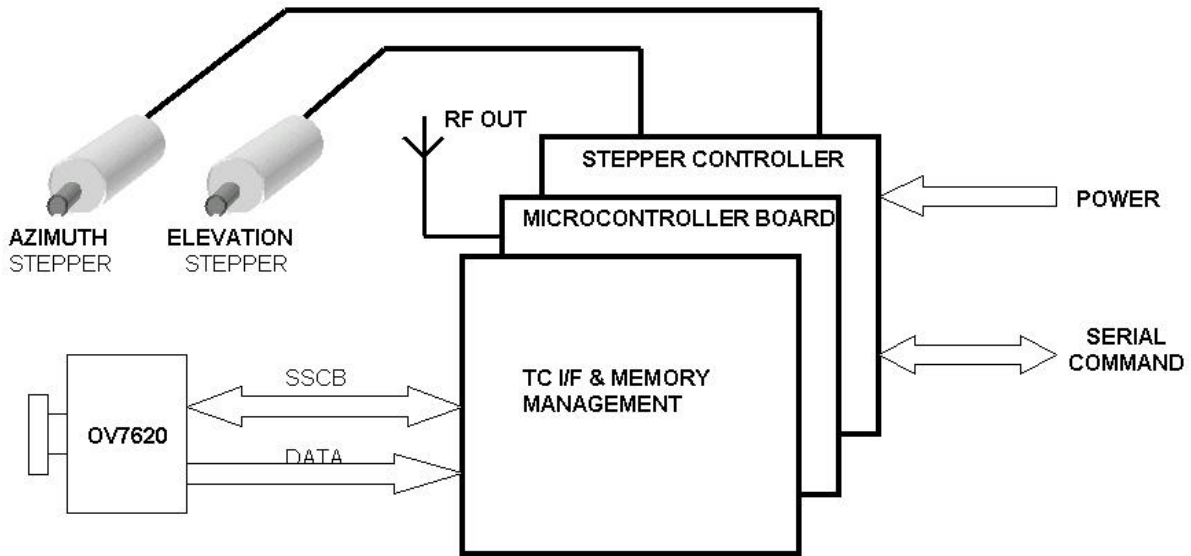 RF OUT
STEPPER CONTROLLER
POWER
MICROCONTROLLER BOARD
AZIMUTH
STEPPER
ELEVATION
STEPPER
SERIAL
COMMAND
TC I/F & MEMORY
MANAGEMENT
SSCB
OV7620
DATA